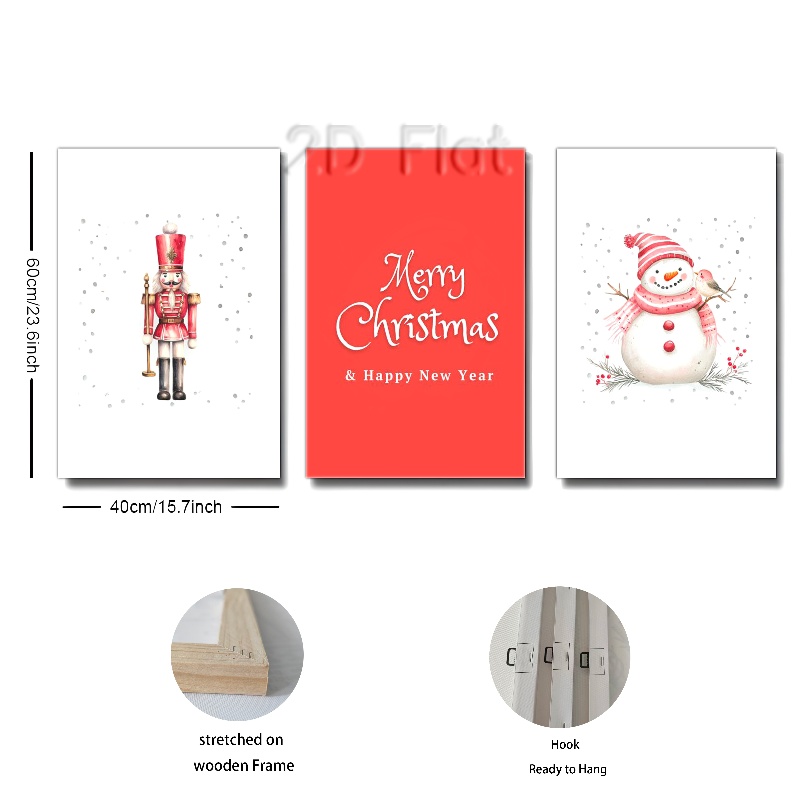 2D Flat
60cm/23.6inch
Merry
Christmas
& Happy New Year
40cm/15.7inch
stretched on
wooden Frame
Hook
Ready to Hang